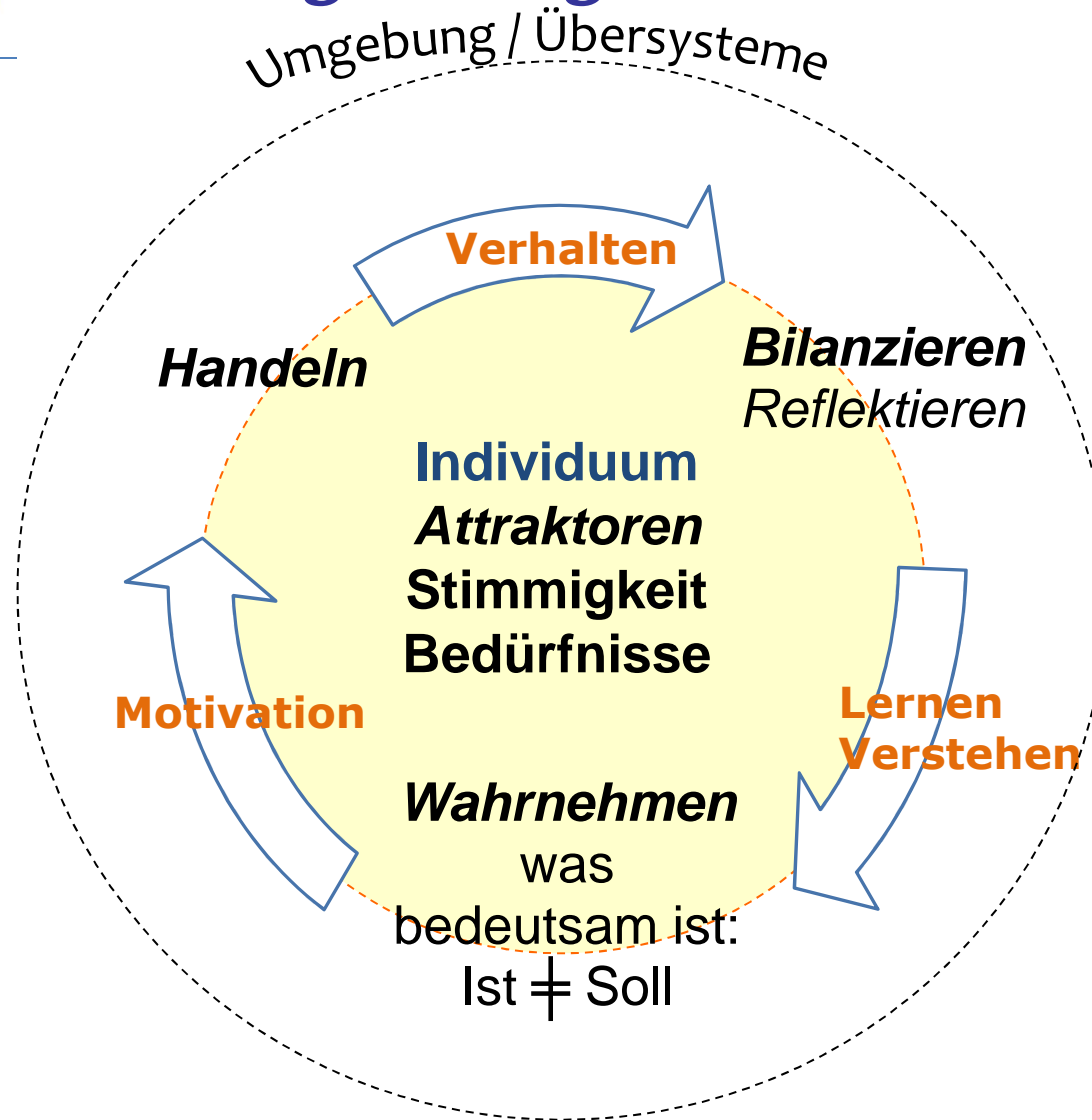 Umgebung / Übersysteme
Verhalten
Handeln
Bilanzieren
Reflektieren
Individuum
Attraktoren
Stimmigkeit
Bedürfnisse
Motivation
Lernen
Verstehen
Wahrnehmen
was
bedeutsam ist:
Ist ǂ Soll